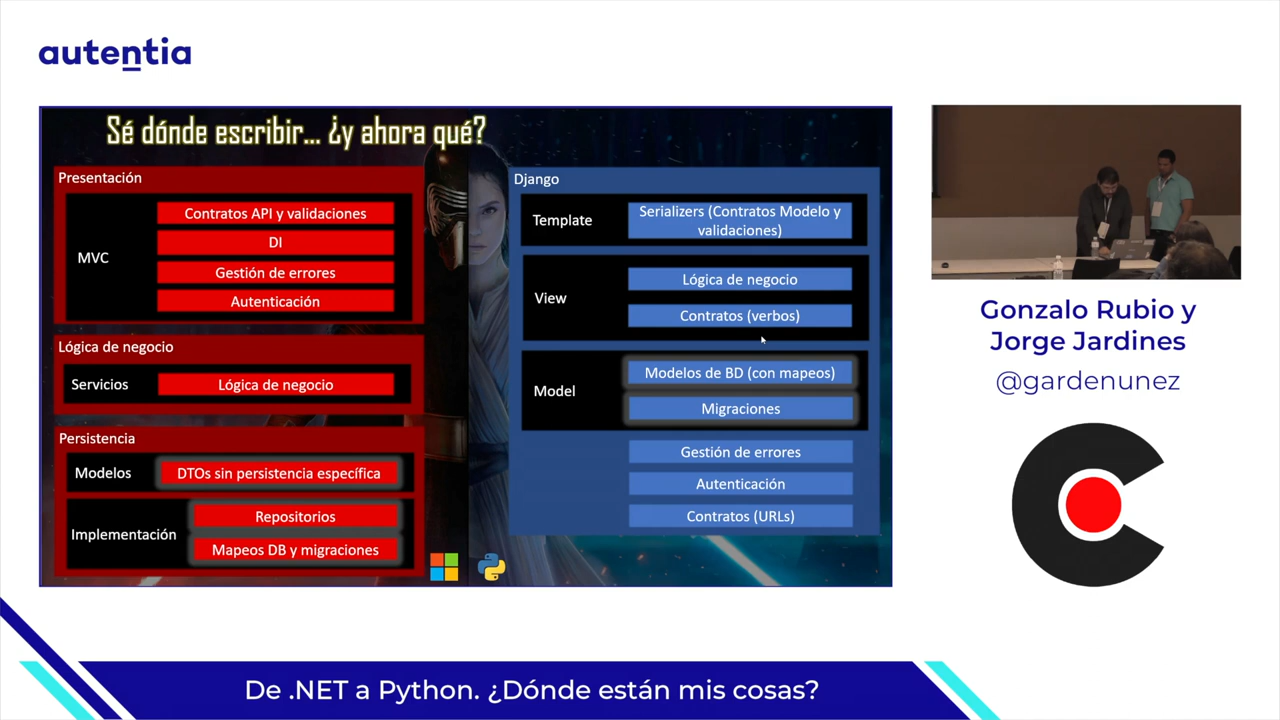 autentia
Sé dónde escribir... ¿y ahora qué?
Presentación
MVC
Contratos API y validaciones
DI
Gestión de errores
Autenticación
Lógica de negocio
Servicios
Lógica de negocio
Persistencia
Modelos
DTOs sin persistencia específica
Implementación
Repositorios
Mapeos DB y migraciones
Django
Template
Serializers (Contratos Modelo y
validaciones)
View
Lógica de negocio
Contratos (verbos)
Model
Modelos de BD (con mapeos)
Migraciones
Gestión de errores
Autenticación
Contratos (URLs)
Gonzalo Rubio y
Jorge Jardines
@gardenunez
De .NET a Python. ¿Dónde están mis cosas?